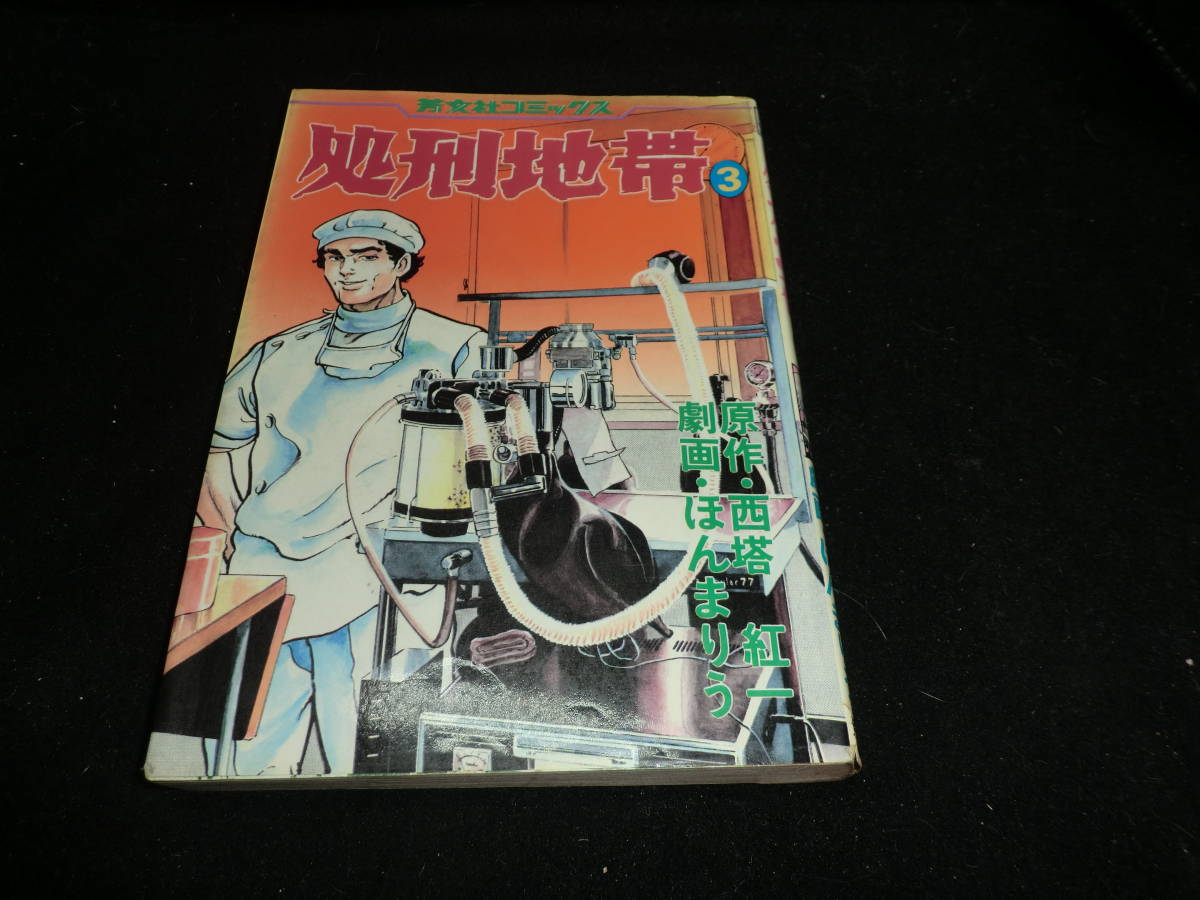 芳文社コミックス
処刑地帯3
原作・西塔紅一
劇画・ほんまりう